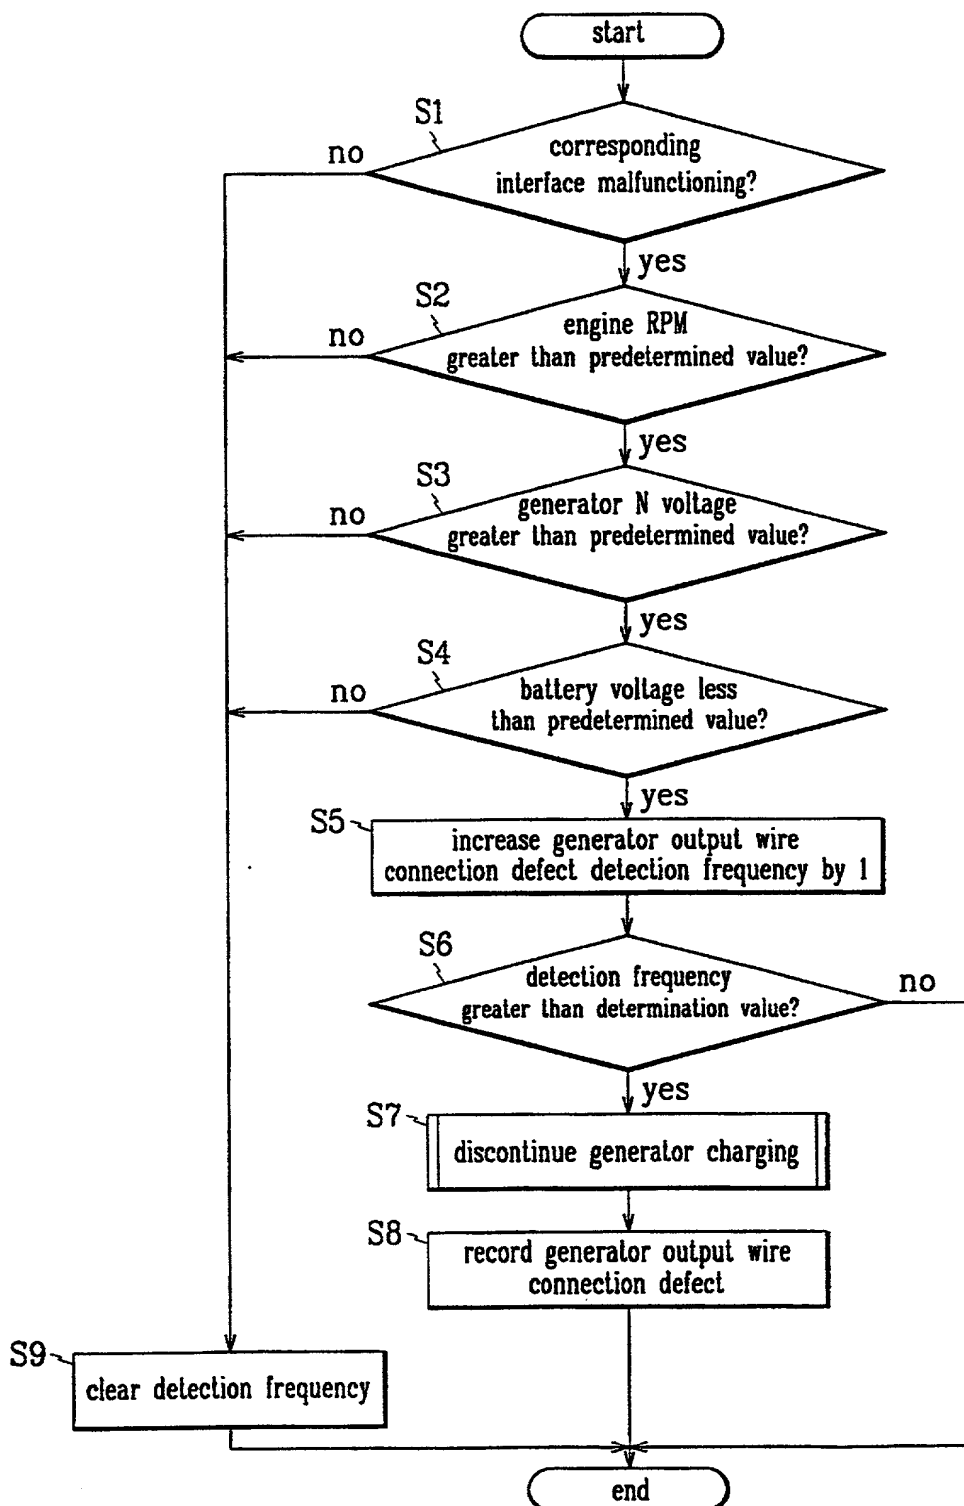 start
S1
corresponding
interface malfunctioning?
no
yes
S2
engine RPM
greater than predetermined value?
no
yes
S3
generator N voltage
greater than predetermined value?
no
yes
S4
battery voltage less
than predetermined value?
no
yes
S5
increase generator output wire
connection defect detection frequency by 1
S6
detection frequency
greater than determination value?
no
yes
S7
discontinue generator charging
S8
record generator output wire
connection defect
S9
clear detection frequency
end